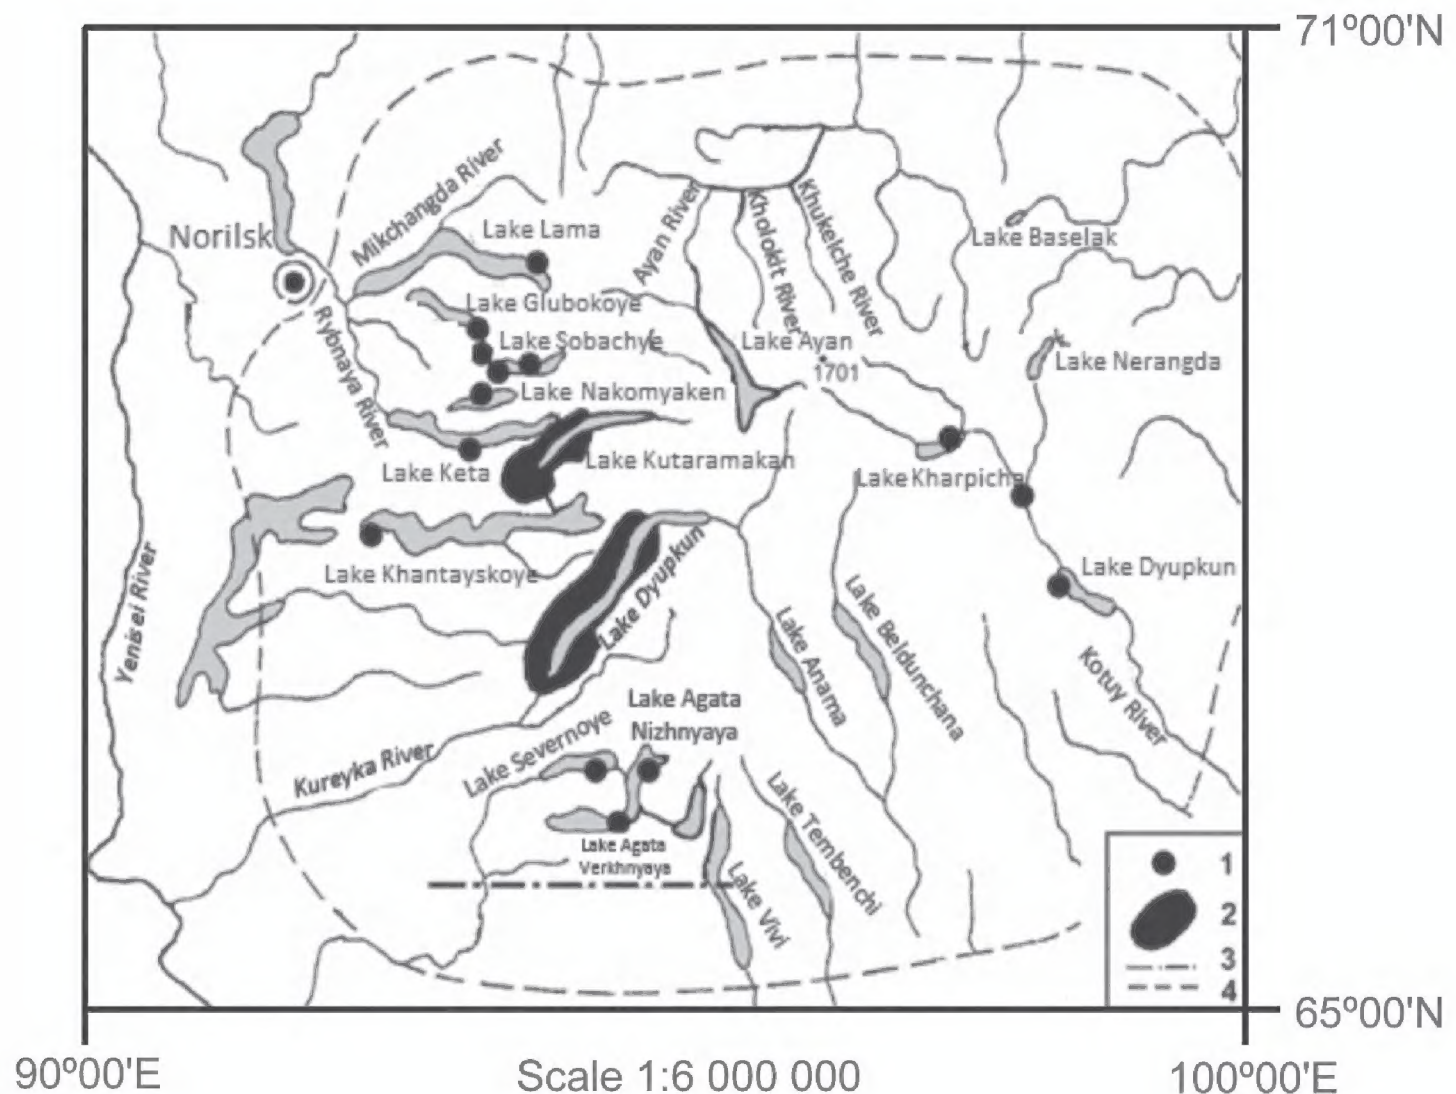 71º00'N
Mikchangda River
Norilsk
Lake Lama
Ayan River
Kholokit River
Khukelche River
Lake Baselak
Lake Glubokoye
Rybnaya River
Lake Sobachye
Lake Ayan
1701
Lake Nerangda
Lake Nakomyaken
Lake Keta
Lake Kutaramakan
Lake Kharpicha
Yenisei River
Lake Khantayskoye
Lake Dyupkun
Lake Dyupkun
Lake Anama
Lake Beldunchana
Kotuy River
Lake Agata
Nizhnyaya
Kureyka River
Lake Severnoye
Lake Agata
Verkhnyaya
Lake Tembenchi
Lake Vivi
1
2
3
4
65º00'N
90º00'E
Scale 1:6 000 000
100º00'E